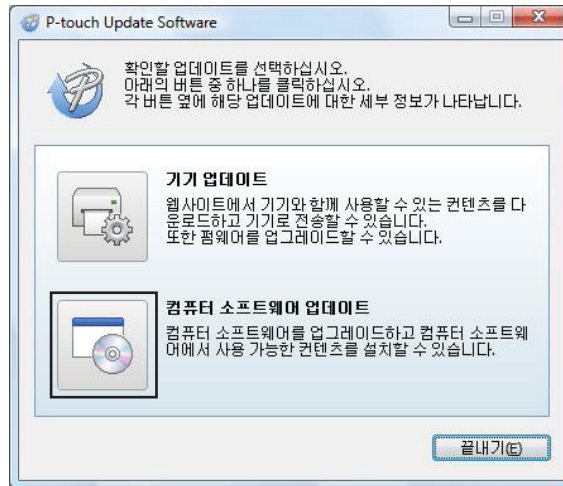 P-touch Update Software
확인할 업데이트를 선택하십시오.
아래의 버튼 중 하나를 클릭하십시오.
각 버튼 옆에 해당 업데이트에 대한 세부 정보가 나타납니다.
기기 업데이트
웹사이트에서 기기와 함께 사용할 수 있는 컨텐츠를 다
운로드하고 기기로 전송할 수 있습니다.
또한 펌웨어를 업그레이드할 수 있습니다.
컴퓨터 소프트웨어 업데이트
컴퓨터 소프트웨어를 업그레이드하고 컴퓨터 소프트웨
어에서 사용 가능한 컨텐츠를 설치할 수 있습니다.
끝내기(E)